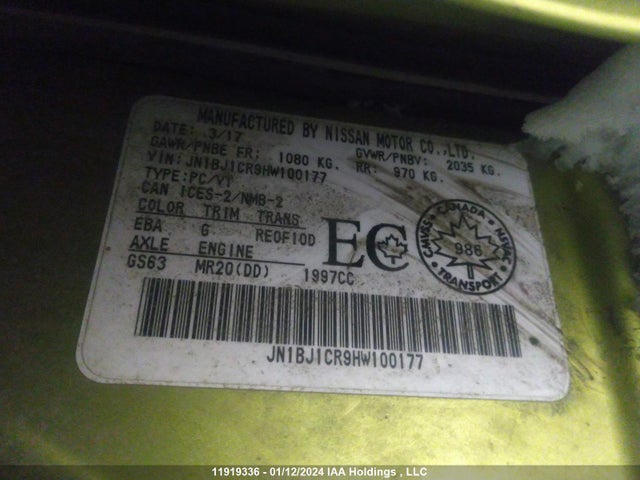 MANUFACTURED BY NISSAN MOTOR CO.,LTD.
DATE: 3/17
GAWR/PNBE FR: 1080 KG. GVWR/PNBV: 2035 KG.
VIN:JN1BJ1CR9HW100177 RR: 970 KG.
TYPE:PC/VT
CAN ICES-2/NMB-2
COLOR TRIM TRANS
EBA G RE0F10D
AXLE ENGINE
GS63 MR20(DD) 1997CC
EC
CMVSS · CANADA · NSVAC
986
TRANSPORT
JN1BJ1CR9HW100177
11919336 - 01/12/2024 IAA Holdings , LLC